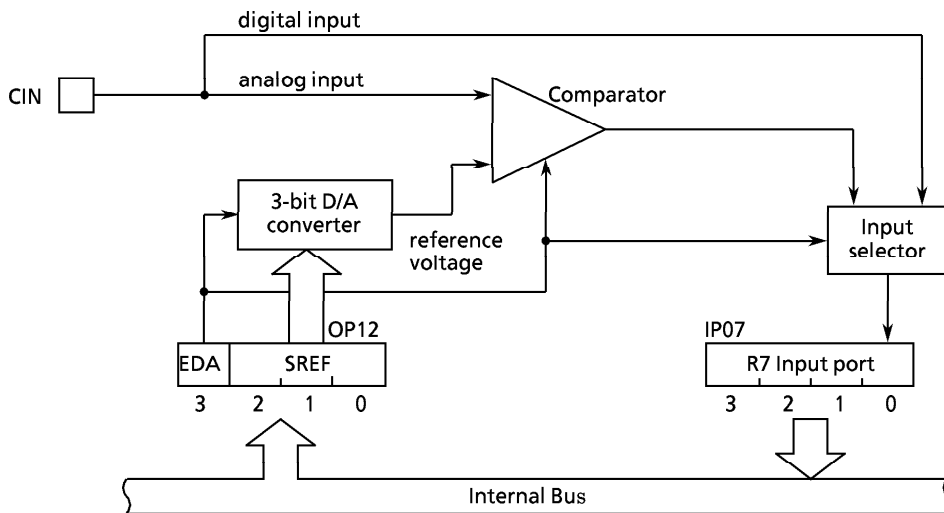 digital input
CIN
analog input
Comparator
3-bit D/A
converter
reference
voltage
Input
selector
OP12
IP07
EDA
SREF
R7 Input port
3 2 1 0
3 2 1 0
Internal Bus